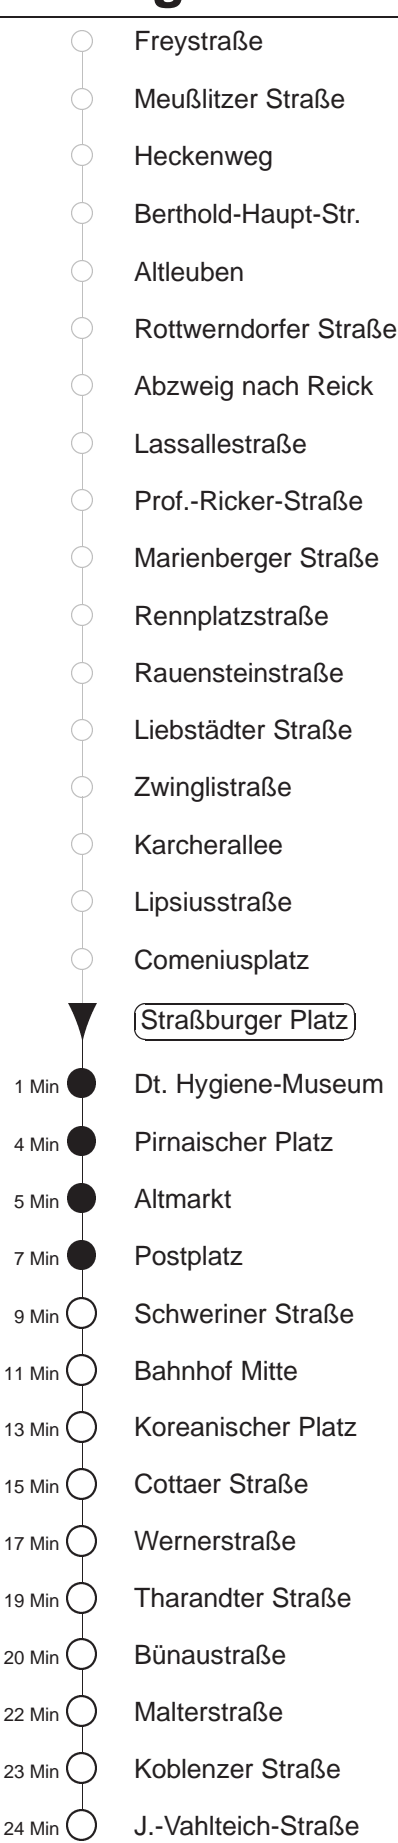 Freystraße
Meußlitzer Straße
Heckenweg
Berthold-Haupt-Str.
Altleuben
Rottwerndorfer Straße
Abzweig nach Reick
Lassallestraße
Prof.-Ricker-Straße
Marienberger Straße
Rennplatzstraße
Rauensteinstraße
Liebstädter Straße
Zwinglistraße
Karcherallee
Lipsiusstraße
Comeniusplatz
Straßburger Platz
1 Min Dt. Hygiene-Museum
4 Min Pirnaischer Platz
5 Min Altmarkt
7 Min Postplatz
9 Min Schweriner Straße
11 Min Bahnhof Mitte
13 Min Koreanischer Platz
15 Min Cottaer Straße
17 Min Wernerstraße
19 Min Tharandter Straße
20 Min Bünaustraße
22 Min Malterstraße
23 Min Koblenzer Straße
24 Min J.-Vahlteich-Straße